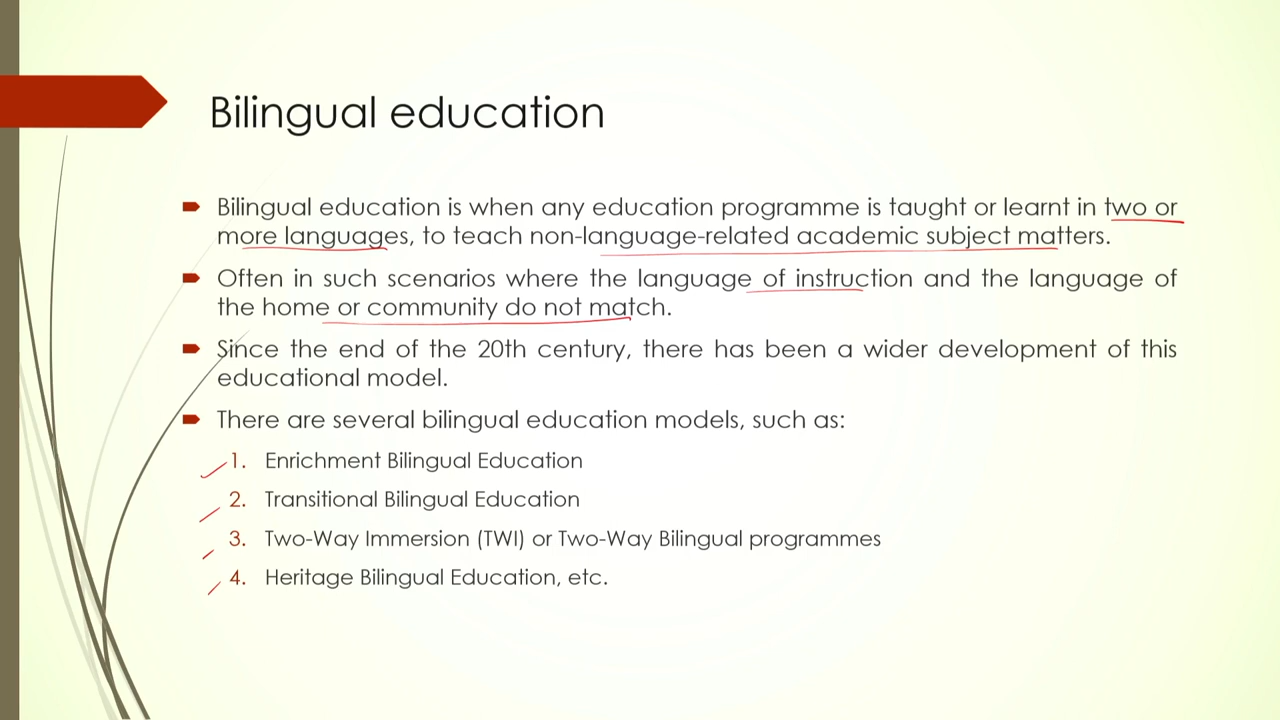 Bilingual education
Bilingual education is when any education programme is taught or learnt in two or
more languages, to teach non-language-related academic subject matters.
Often in such scenarios where the language of instruction and the language of
the home or community do not match.
Since the end of the 20th century, there has been a wider development of this
educational model.
There are several bilingual education models, such as:
1. Enrichment Bilingual Education
2. Transitional Bilingual Education
3. Two-Way Immersion (TWI) or Two-Way Bilingual programmes
4. Heritage Bilingual Education, etc.